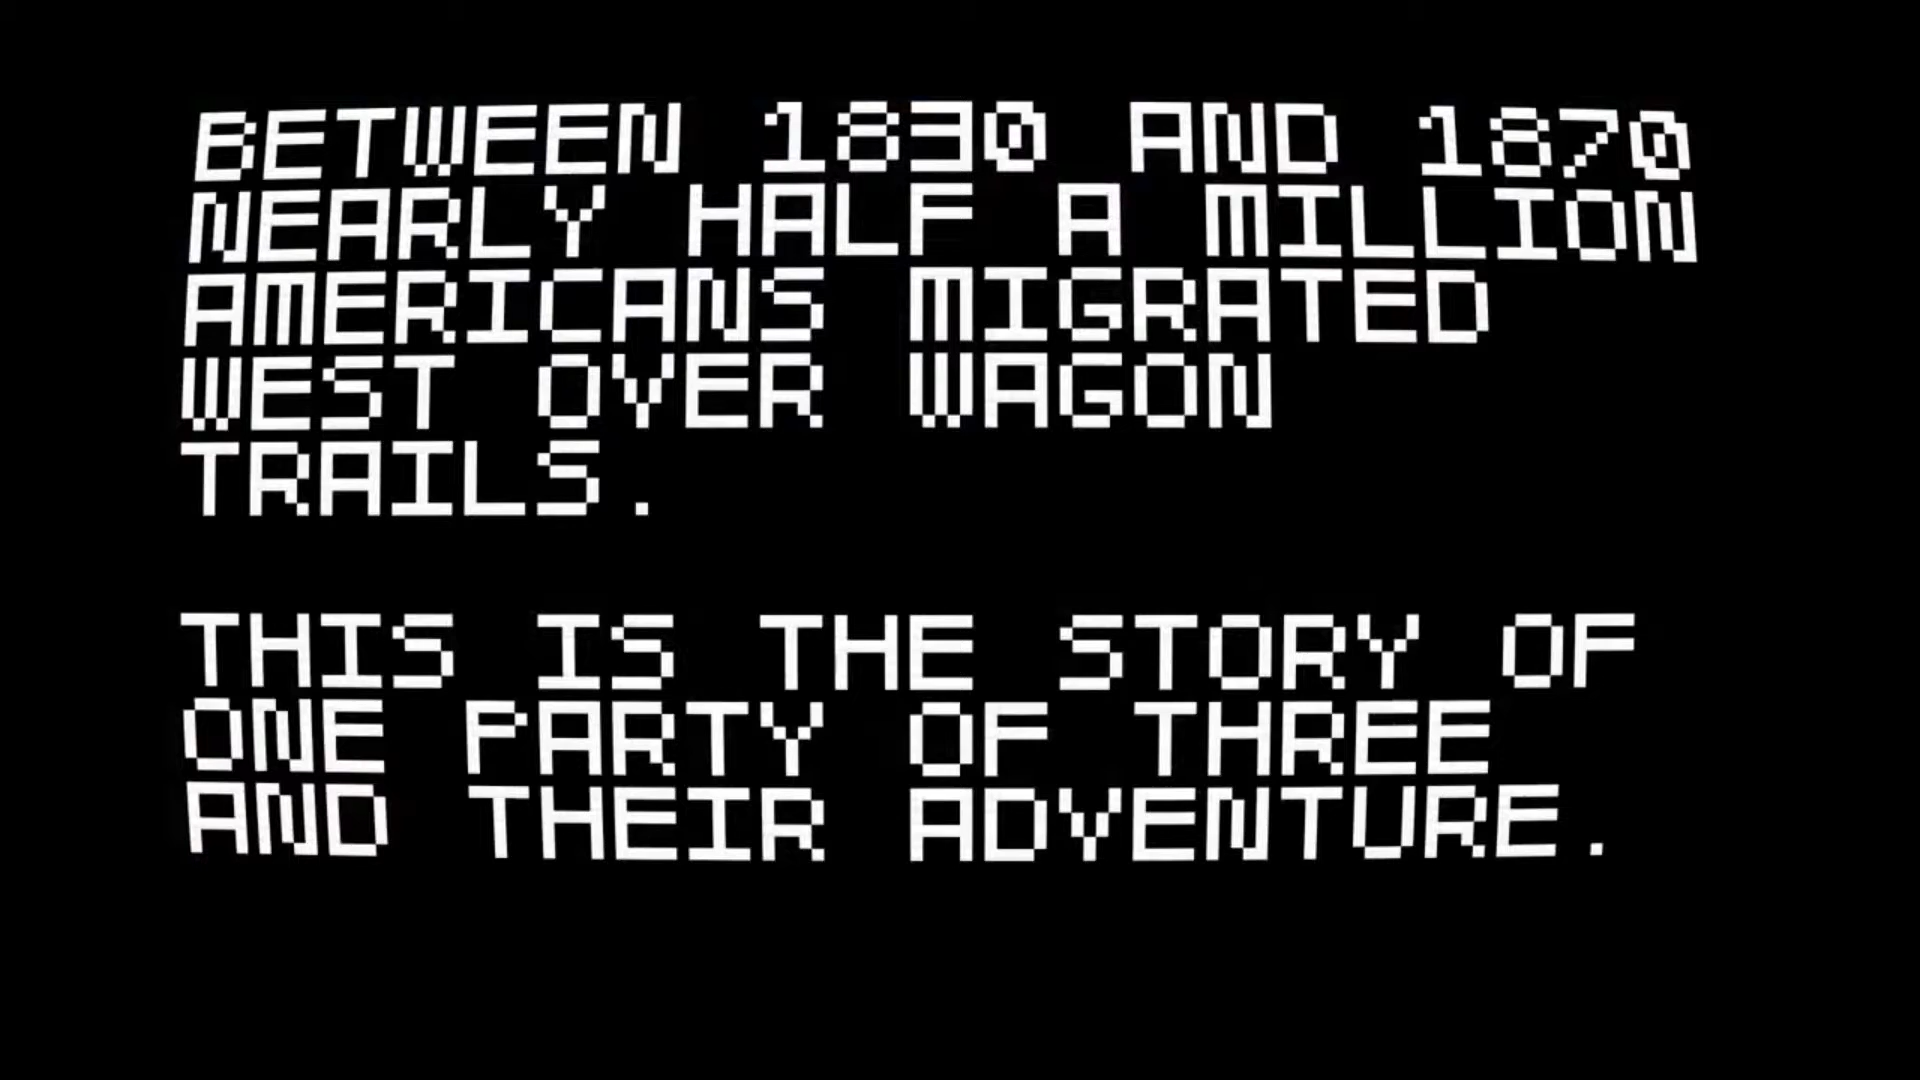 BETWEEN 1830 AND 1870
NEARLY HALF A MILLION
AMERICANS MIGRATED
WEST OVER WAGON
TRAILS.
THIS IS THE STORY OF
ONE PARTY OF THREE
AND THEIR ADVENTURE.